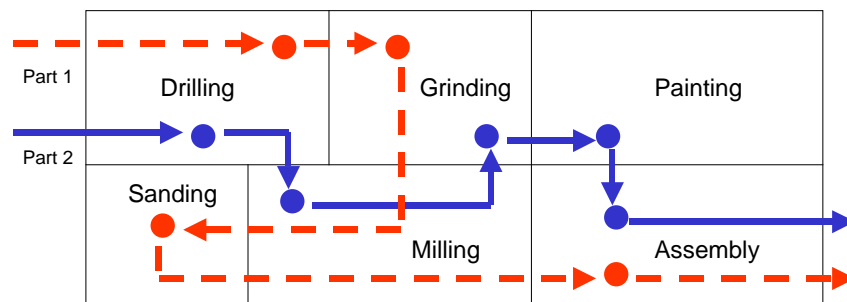 Part 1
Drilling
Grinding
Painting
Part 2
Sanding
Milling
Assembly